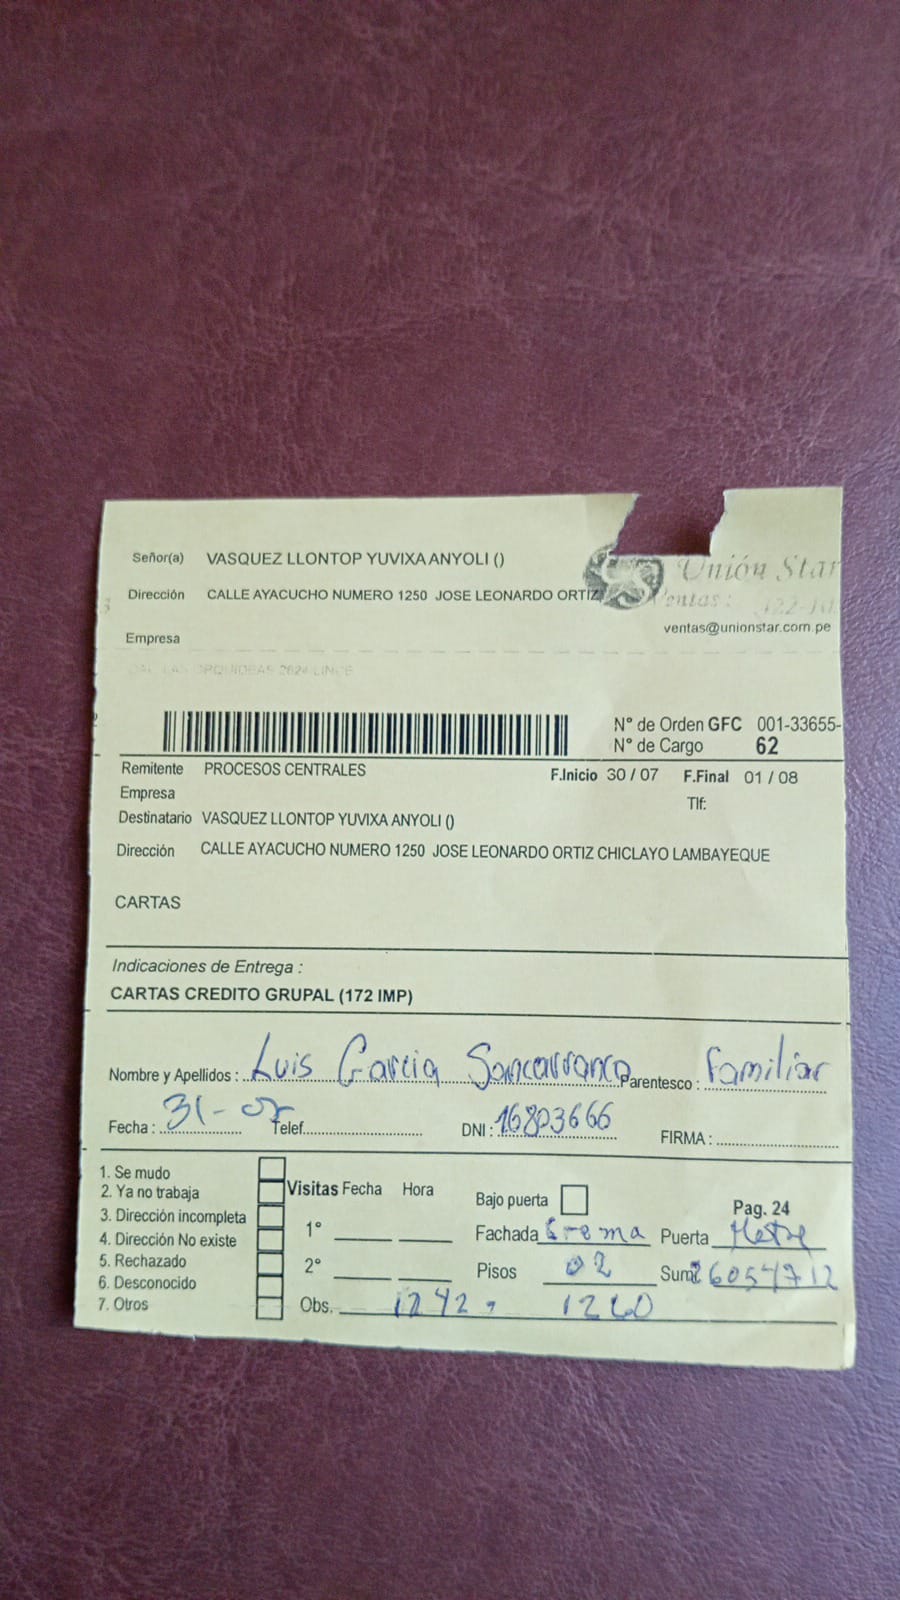 Señor(a) VASQUEZ LLONTOP YUVIXA ANYOLI ()
Unión Star
Dirección CALLE AYACUCHO NUMERO 1250 JOSE LEONARDO ORTIZ
Ventas:
ventas@unionstar.com.pe
Empresa
N° de Orden GFC 001-33655-
N° de Cargo 62
Remitente PROCESOS CENTRALES F.Inicio 30 / 07 F.Final 01 / 08
Empresa Tlf:
Destinatario VASQUEZ LLONTOP YUVIXA ANYOLI ()
Dirección CALLE AYACUCHO NUMERO 1250 JOSE LEONARDO ORTIZ CHICLAYO LAMBAYEQUE
CARTAS
Indicaciones de Entrega :
CARTAS CREDITO GRUPAL (172 IMP)
Nombre y Apellidos : Luis Garcia Parentesco : Familiar
Fecha : 31- 07 Telef. DNI : 16803666 FIRMA :
1. Se mudo
2. Ya no trabaja Visitas Fecha Hora Bajo puerta Pag. 24
3. Dirección incompleta 1° Fachada Crema Puerta
4. Dirección No existe
5. Rechazado 2° Pisos 02 Sum 26054712
6. Desconocido
7. Otros Obs. 1242, 1260